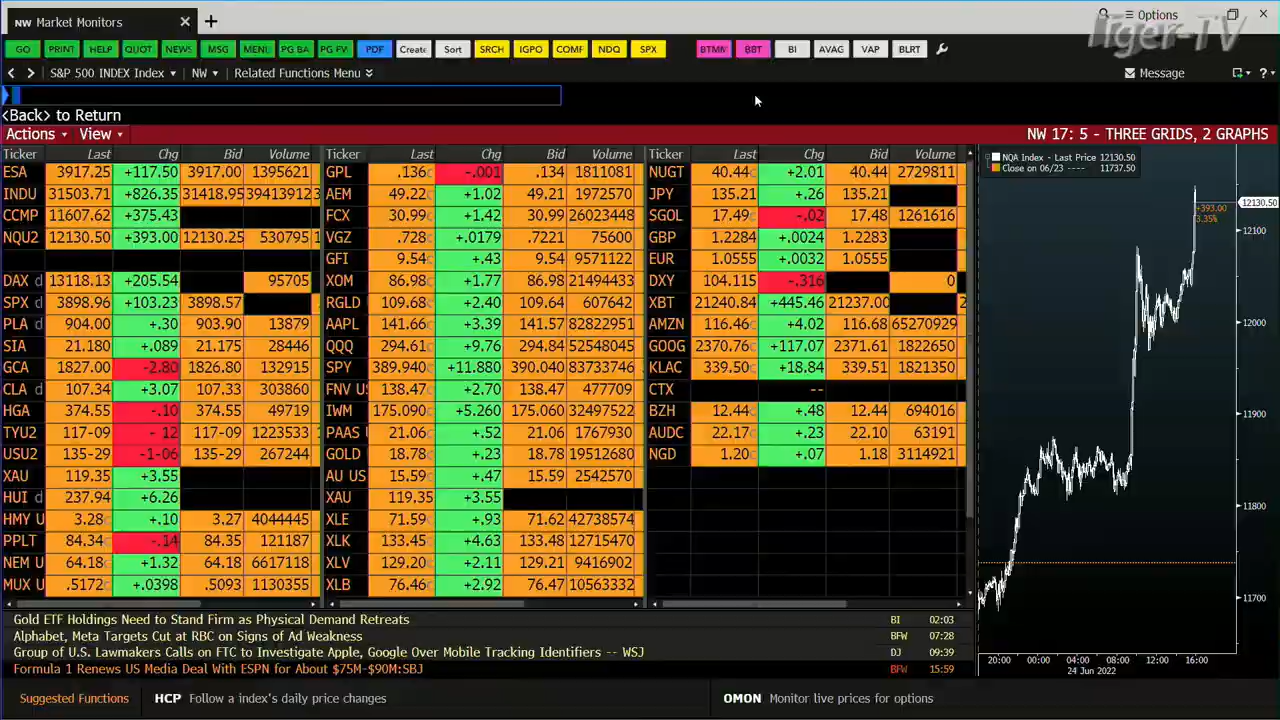 NW Market Monitors × +
Options
Tiger-TV
GO PRINT HELP QUOT NEWS MSG MENU PG BA PG FV PDF Create Sort SRCH IGPO COMF NDQ SPX BTMM BBT BI AVAG VAP BLRT
< > S&P 500 INDEX Index NW Related Functions Menu Message ?
<Back> to Return
Actions View NW 17: 5 - THREE GRIDS, 2 GRAPHS
Ticker Last Chg Bid Volume Ticker Last Chg Bid Volume Ticker Last Chg Bid Volume
ESA 3917.25 +117.50 3917.00 1395621 GPL .136 -.001 .134 1811081 NUGT 40.44 +2.01 40.44 2729811
INDU 31503.71 +826.35 31418.95 394139123 AEM 49.22 +1.02 49.21 1972570 JPY 135.21 +.26 135.21
CCMP 11607.62 +375.43 FCX 30.99 +1.42 30.99 26023448 SGOL 17.49 -.02 17.48 1261616
NQU2 12130.50 +393.00 12130.25 530795 VGZ .728 +.0179 .7221 75600 GBP 1.2284 +.0024 1.2283
GFI 9.54 +.43 9.54 9571122 EUR 1.0555 +.0032 1.0555
DAX d 13118.13 +205.54 95705 XOM 86.98 +1.77 86.98 21494433 DXY 104.115 -.316 0
SPX d 3898.96 +103.23 3898.57 RGLD 109.68 +2.40 109.64 607642 XBT 21240.84 +445.46 21237.00 2
PLA d 904.00 +.30 903.90 13879 AAPL 141.66 +3.39 141.57 82822951 AMZN 116.46 +4.02 116.68 65270929
SIA 21.180 +.089 21.175 28446 QQQ 294.61 +9.76 294.84 52548045 GOOG 2370.76 +117.07 2371.61 1822650
GCA 1827.00 -2.80 1826.80 132915 SPY 389.940 +11.880 390.040 83733746 KLAC 339.50 +18.84 339.51 1821350
CLA d 107.34 +3.07 107.33 303860 FNV US 138.47 +2.70 138.47 477709 CTX --
HGA 374.55 -.10 374.55 49719 IWM 175.090 +5.260 175.060 32497522 BZH 12.44 +.48 12.44 694016
TYU2 117-09 - 12 117-09 1223533 PAAS 21.06 +.52 21.06 1767930 AUDC 22.17 +.23 22.10 63191
USU2 135-29 -1-06 135-29 267244 GOLD 18.78 +.23 18.78 19512680 NGD 1.20 +.07 1.18 3114921
XAU 119.35 +3.55 AU US 15.59 +.47 15.59 2542570
HUI d 237.94 +6.26 XAU 119.35 +3.55
HMY U 3.28 +.10 3.27 4044445 XLE 71.59 +.93 71.62 42738574
PPLT 84.34 -.14 84.35 121187 XLK 133.45 +4.63 133.48 12715470
NEM U 64.18 +1.32 64.18 6617118 XLV 129.20 +2.11 129.21 9416902
MUX U .5172 +.0398 .5093 1130355 XLB 76.46 +2.92 76.47 10563332
NQA Index - Last Price 12130.50
Close on 06/23 ---- 11737.50
12130.50
+393.00
3.35%
12100
12000
11900
11800
11700
20:00 00:00 04:00 08:00 12:00 16:00
24 Jun 2022
Gold ETF Holdings Need to Stand Firm as Physical Demand Retreats BI 02:03
Alphabet, Meta Targets Cut at RBC on Signs of Ad Weakness BFW 07:28
Group of U.S. Lawmakers Calls on FTC to Investigate Apple, Google Over Mobile Tracking Identifiers -- WSJ DJ 09:39
Formula 1 Renews US Media Deal With ESPN for About $75M-$90M:SBJ BFW 15:59
Suggested Functions HCP Follow a index's daily price changes OMON Monitor live prices for options